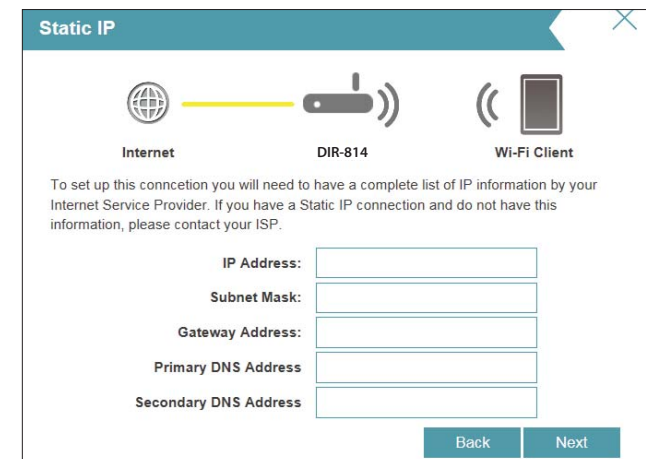 Static IP
Internet
DIR-814
Wi-Fi Client
To set up this conncetion you will need to have a complete list of IP information by your
Internet Service Provider. If you have a Static IP connection and do not have this
information, please contact your ISP.
IP Address:
Subnet Mask:
Gateway Address:
Primary DNS Address
Secondary DNS Address
Back
Next